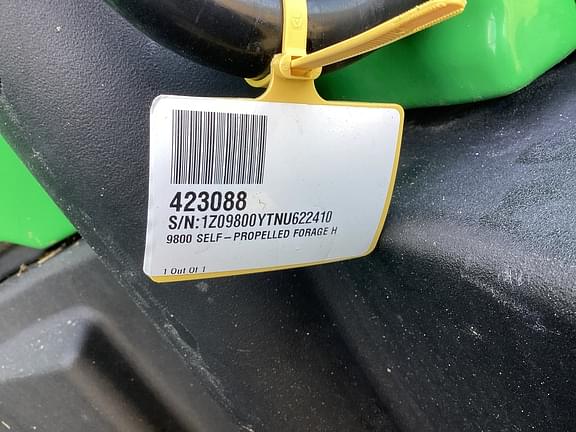 423088
S/N:1Z09800YTNU622410
9800 SELF-PROPELLED FORAGE H
1 Out Of 1